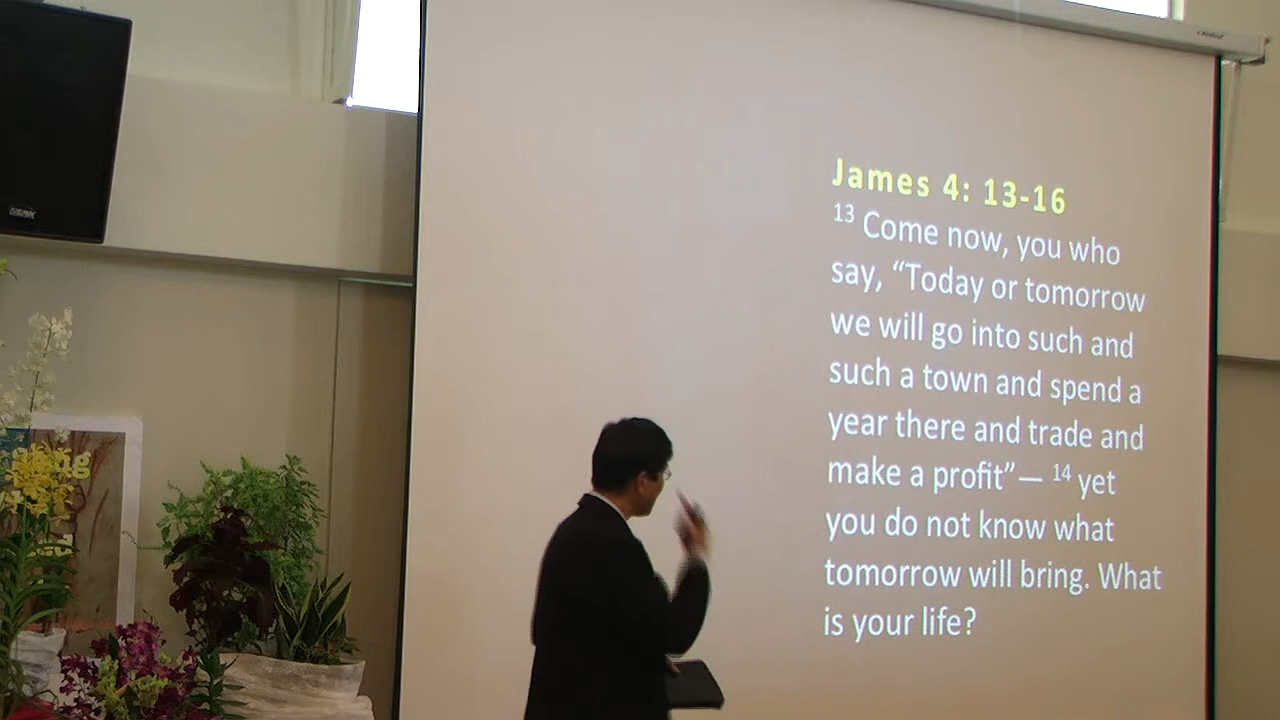 James 4: 13-16
13 Come now, you who
say, “Today or tomorrow
we will go into such and
such a town and spend a
year there and trade and
make a profit”— 14 yet
you do not know what
tomorrow will bring. What
is your life?